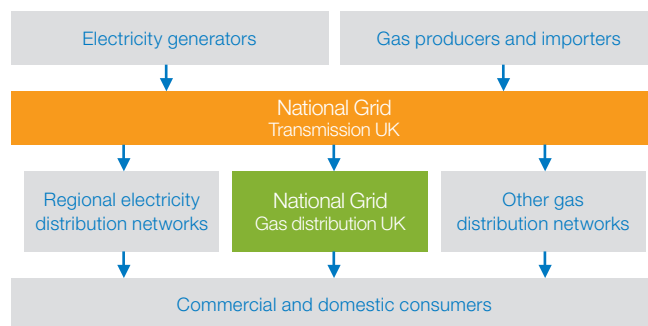 Electricity generators
Gas producers and importers
National Grid
Transmission UK
Regional electricity
distribution networks
National Grid
Gas distribution UK
Other gas
distribution networks
Commercial and domestic consumers